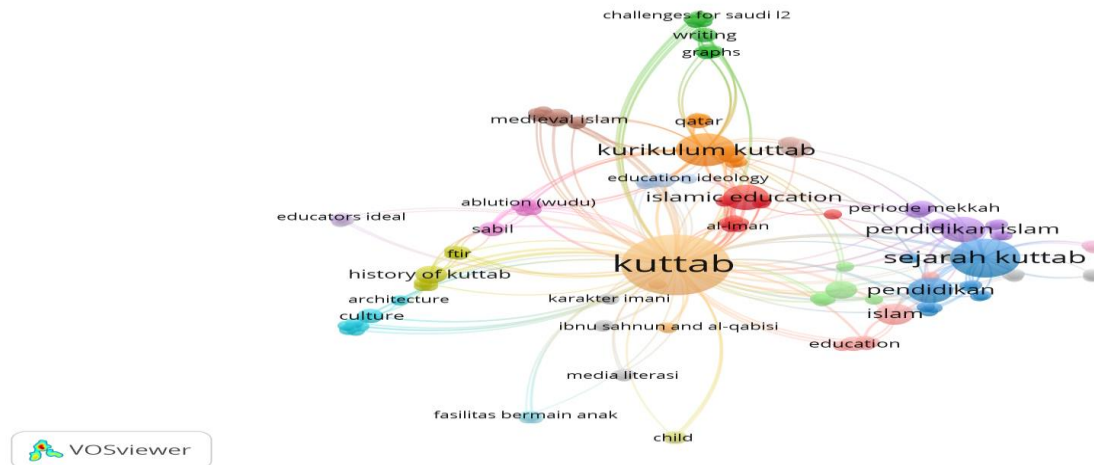 challenges for saudi l2
writing
graphs
medieval islam
qatar
kurikulum kuttab
education ideology
islamic education
ablution (wudu)
periode mekkah
educators ideal
al-iman
sabil
pendidikan islam
ftir
sejarah kuttab
kuttab
history of kuttab
pendidikan
architecture
karakter imani
culture
islam
ibnu sahnun and al-qabisi
education
media literasi
fasilitas bermain anak
child
VOSviewer